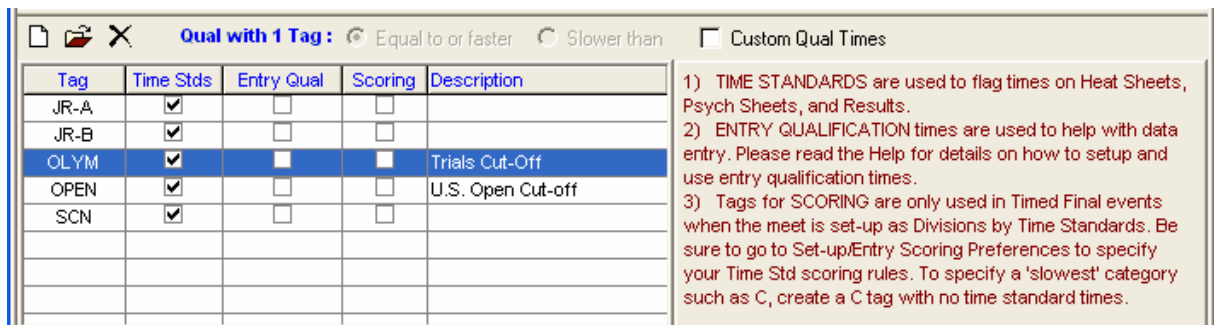 Qual with 1 Tag : Equal to or faster Slower than Custom Qual Times
Tag Time Stds Entry Qual Scoring Description
JR-A
JR-B
OLYM Trials Cut-Off
OPEN U.S. Open Cut-off
SCN
1) TIME STANDARDS are used to flag times on Heat Sheets,
Psych Sheets, and Results.
2) ENTRY QUALIFICATION times are used to help with data
entry. Please read the Help for details on how to setup and
use entry qualification times.
3) Tags for SCORING are only used in Timed Final events
when the meet is set-up as Divisions by Time Standards. Be
sure to go to Set-up/Entry Scoring Preferences to specify
your Time Std scoring rules. To specify a 'slowest' category
such as C, create a C tag with no time standard times.